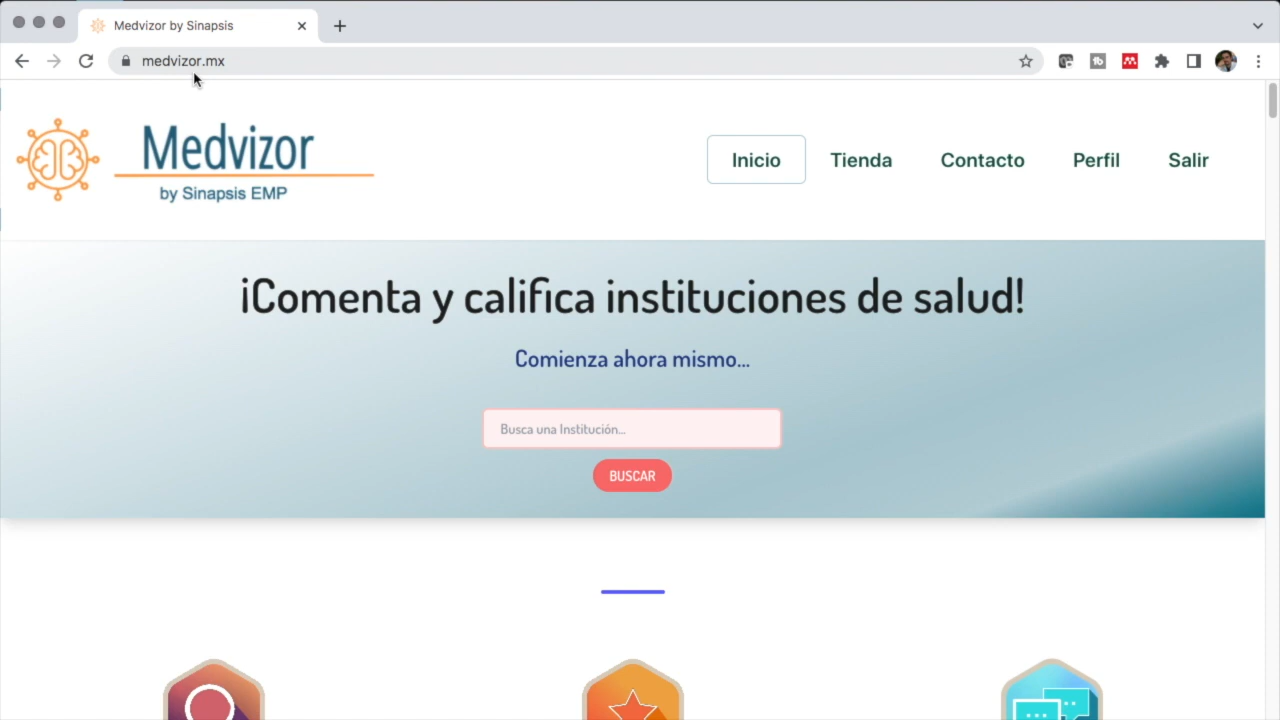 Medvizor by Sinapsis
medvizor.mx
Medvizor
by Sinapsis EMP
Inicio
Tienda
Contacto
Perfil
Salir
¡Comenta y califica instituciones de salud!
Comienza ahora mismo...
Busca una Institución...
BUSCAR